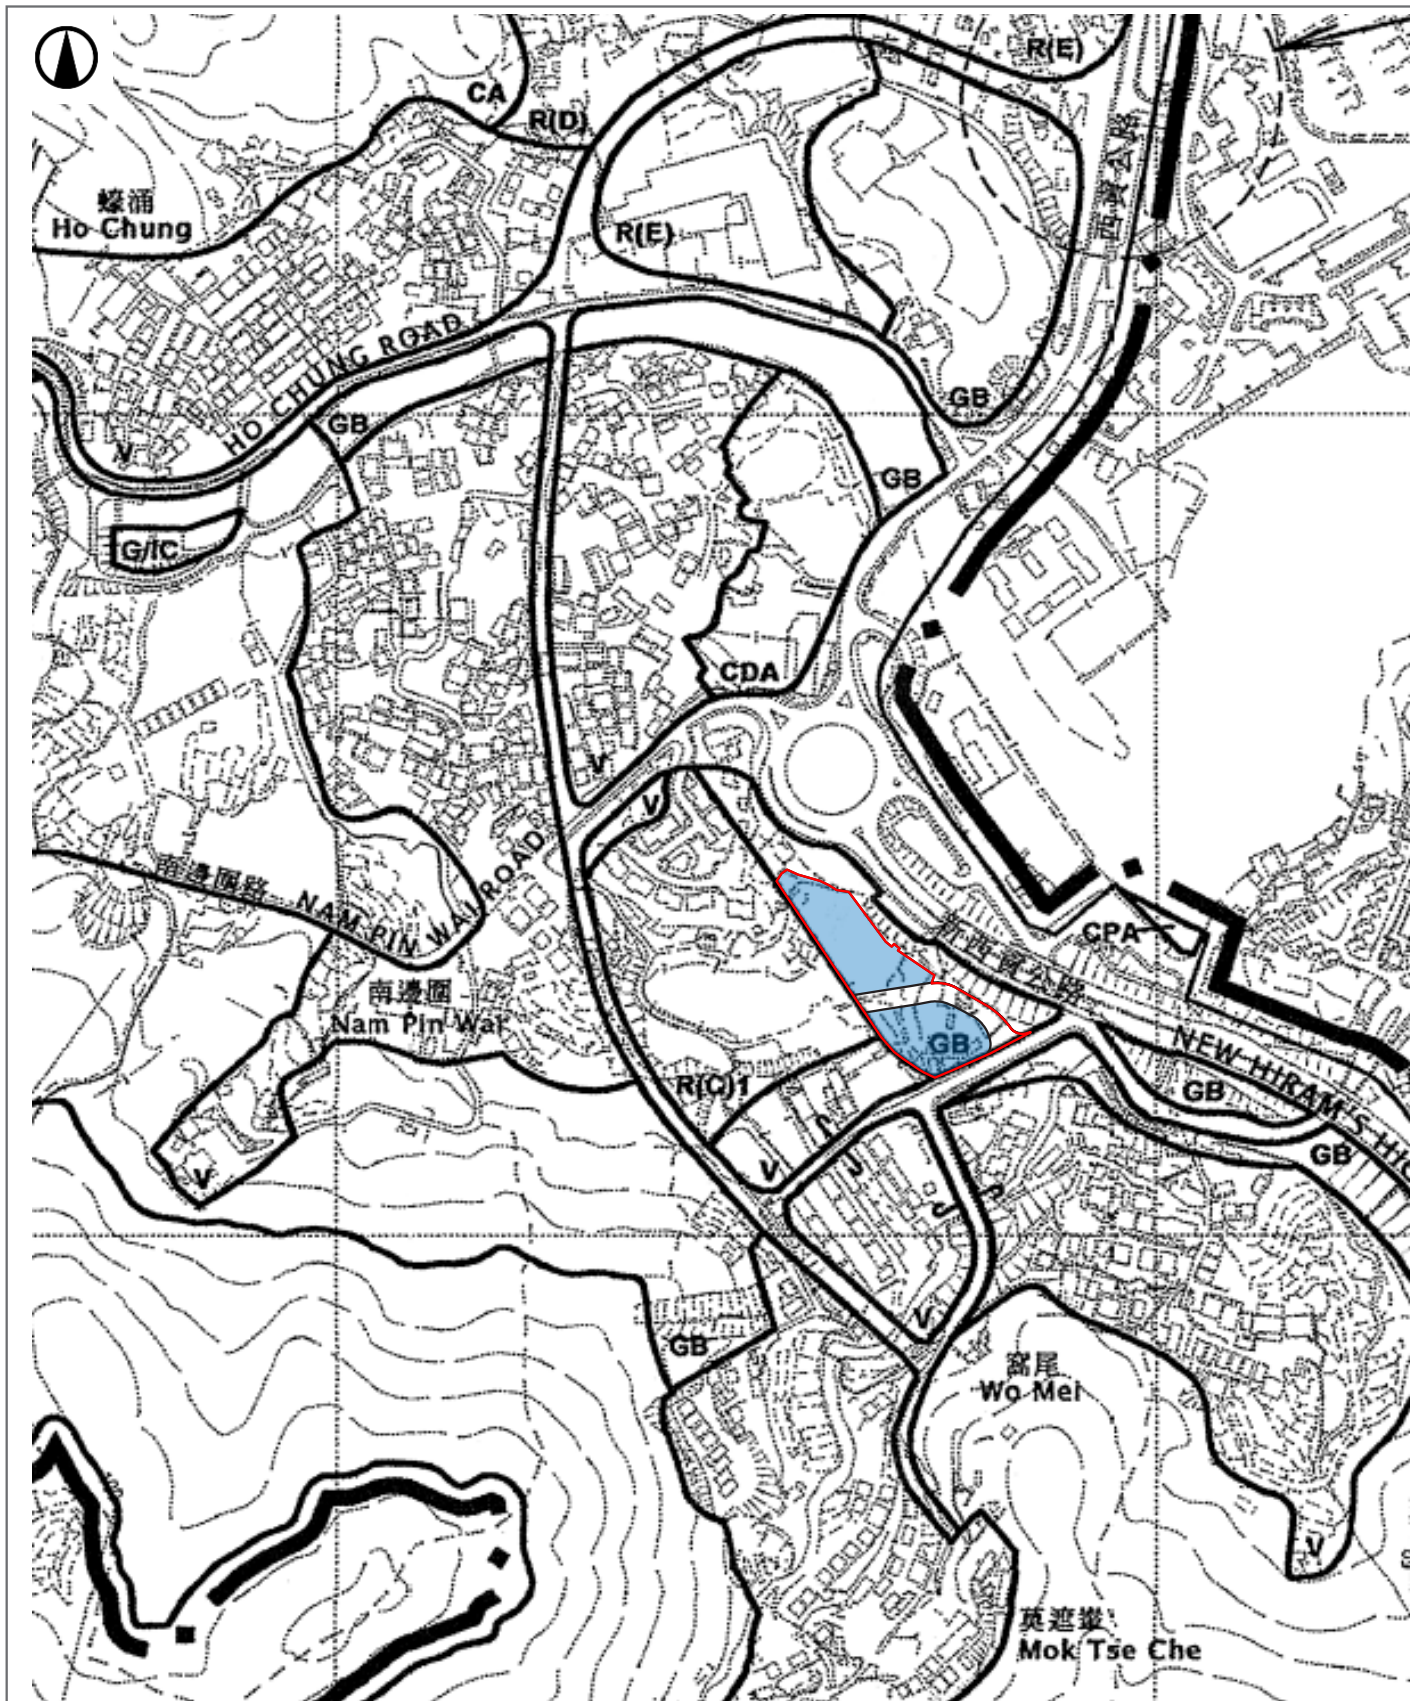 R(E)
CA
R(D)
西貢公路
蠔涌
Ho Chung
R(E)
HO CHUNG ROAD
GB
GB
V
GB
G/IC
CDA
V
V
南邊圍路
NAM PIN WAI ROAD
CPA
新西貢公路
南邊圍
Nam Pin Wai
GB
NEW HIRAM'S HIG
R(C)1
GB
GB
V
V
V
GB
窩尾
Wo Mei
V
莫遮輋
Mok Tse Che